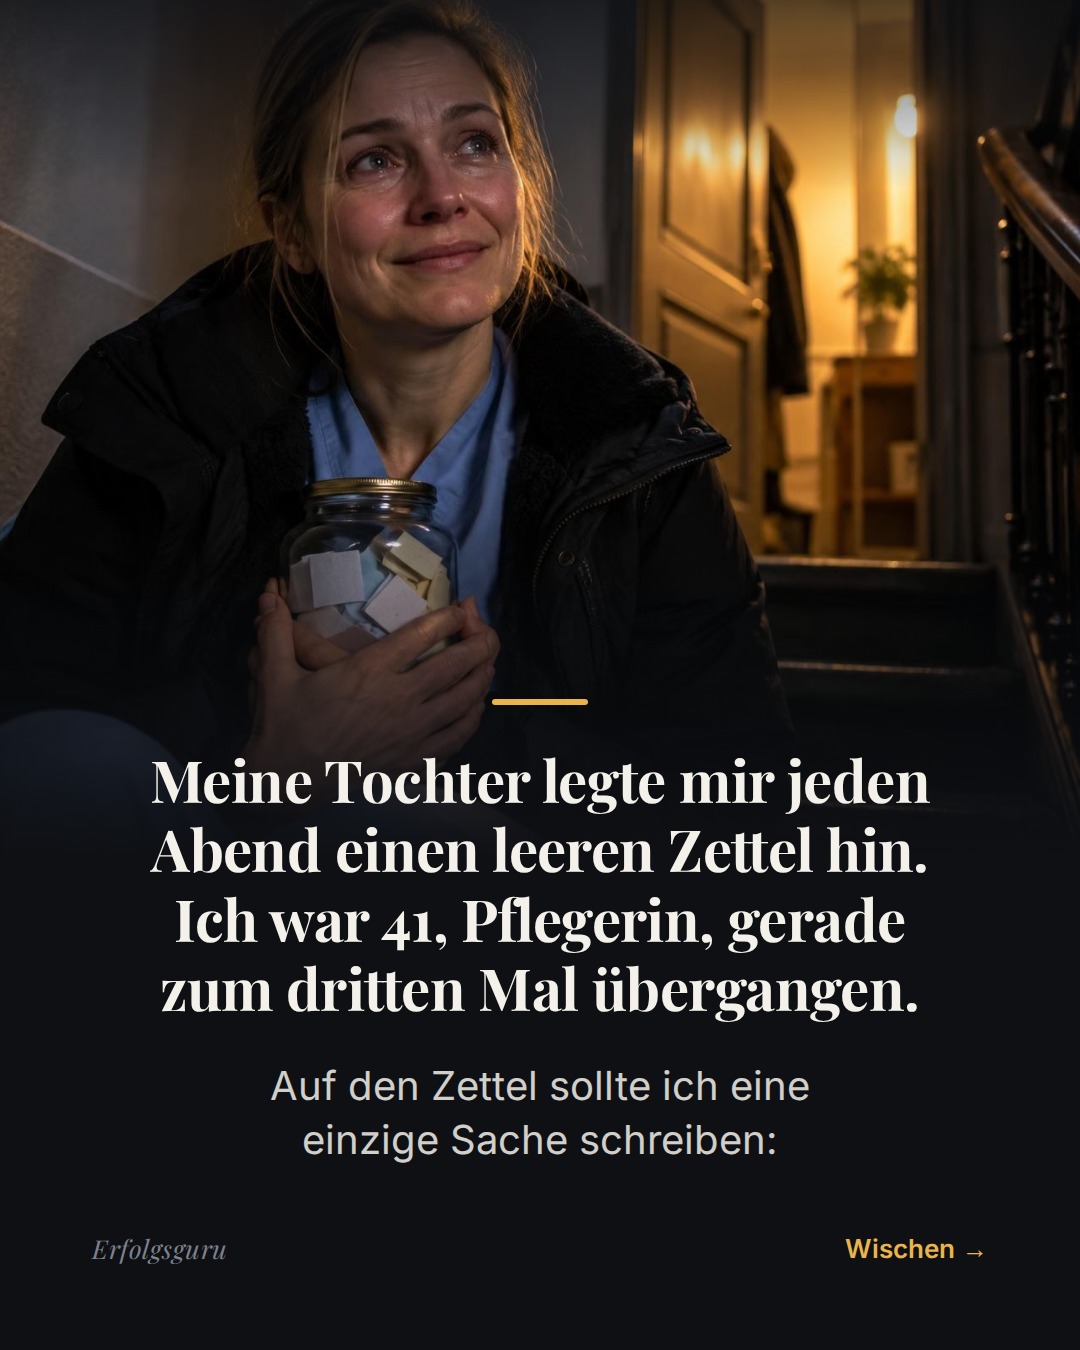 Meine Tochter legte mir jeden
Abend einen leeren Zettel hin.
Ich war 41, Pflegerin, gerade
zum dritten Mal übergangen.
Auf den Zettel sollte ich eine
einzige Sache schreiben:
Erfolgsguru
Wischen →